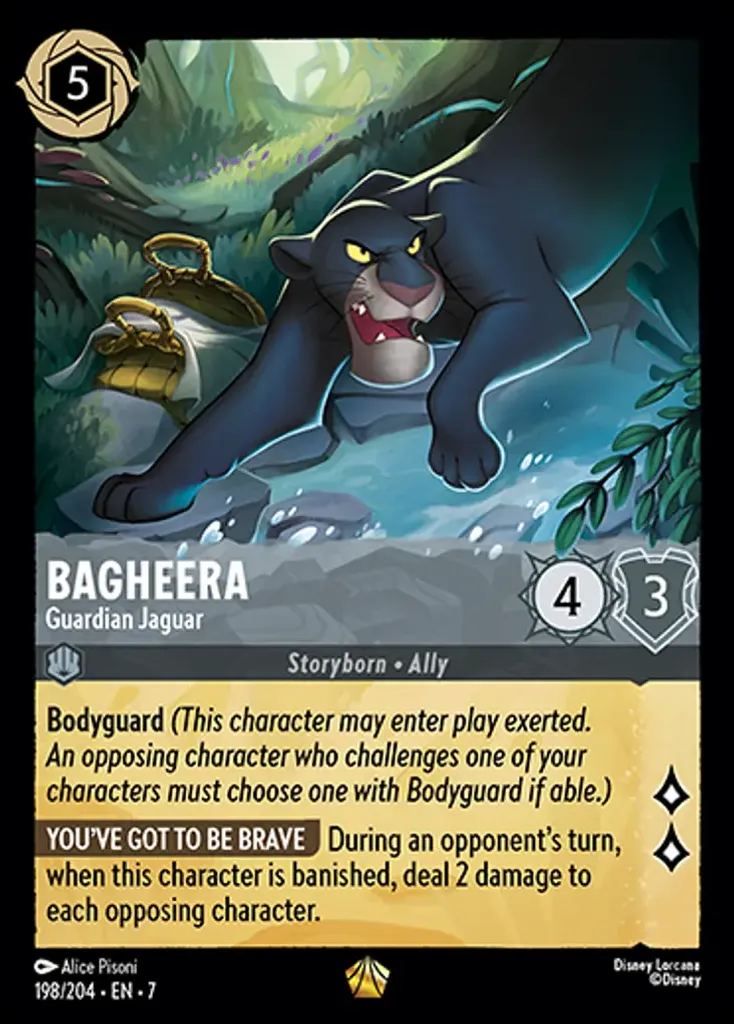 5
BAGHEERA
Guardian Jaguar
4
3
Storyborn • Ally
Bodyguard (This character may enter play exerted.
An opposing character who challenges one of your
characters must choose one with Bodyguard if able.)
YOU'VE GOT TO BE BRAVE During an opponent's turn,
when this character is banished, deal 2 damage to
each opposing character.
Alice Pisoni
198/204 • EN • 7
Disney Lorcana
©Disney